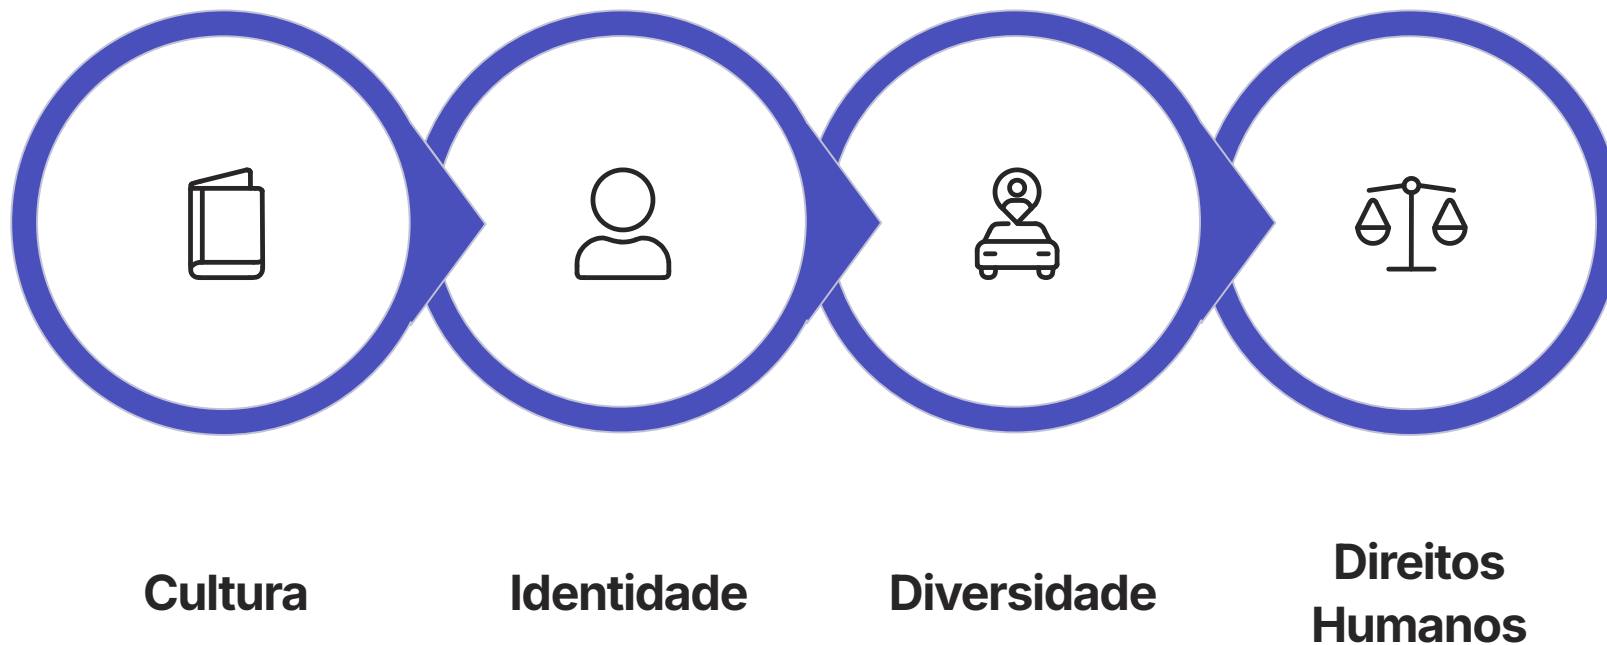 Cultura
Identidade
Diversidade
Direitos
Humanos